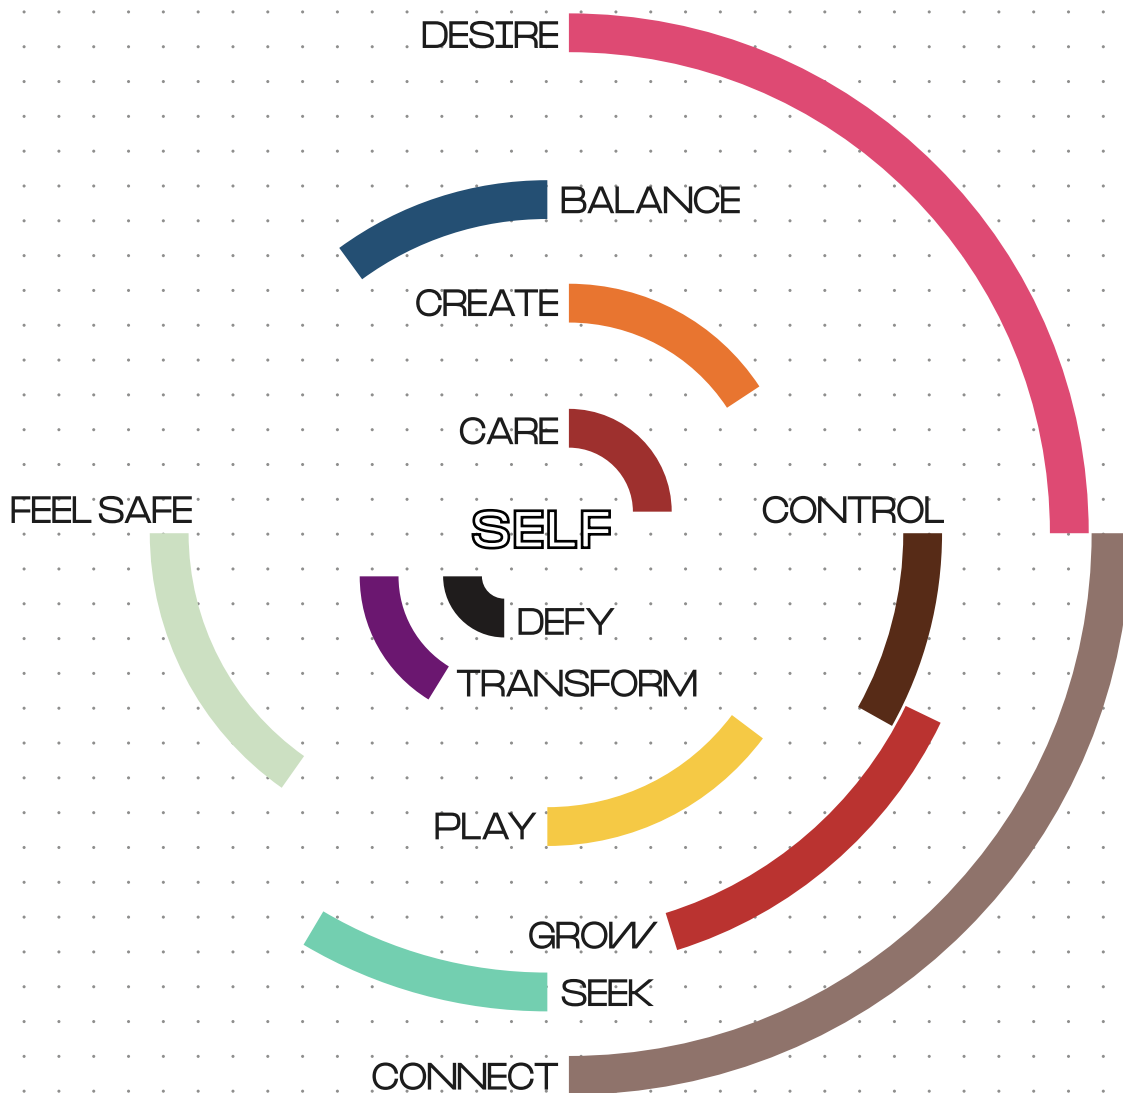 DESIRE
BALANCE
CREATE
CARE
FEEL SAFE
CONTROL
SELF
DEFY
TRANSFORM
PLAY
GROW
SEEK
CONNECT